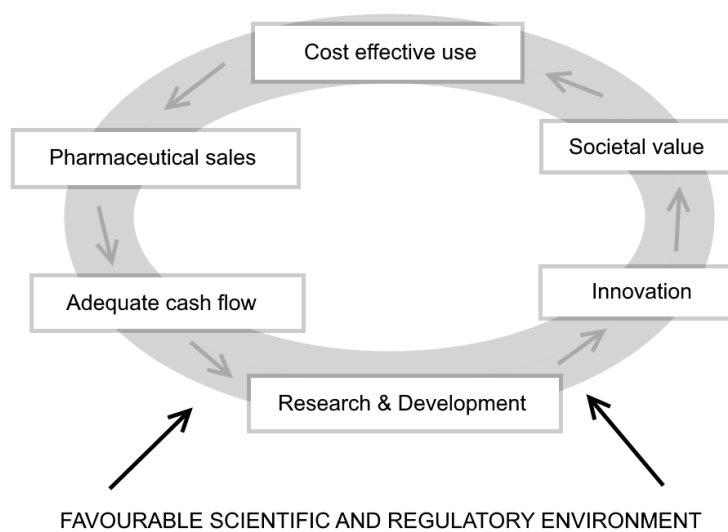 Cost effective use
Pharmaceutical sales
Societal value
Adequate cash flow
Innovation
Research & Development
FAVOURABLE SCIENTIFIC AND REGULATORY ENVIRONMENT